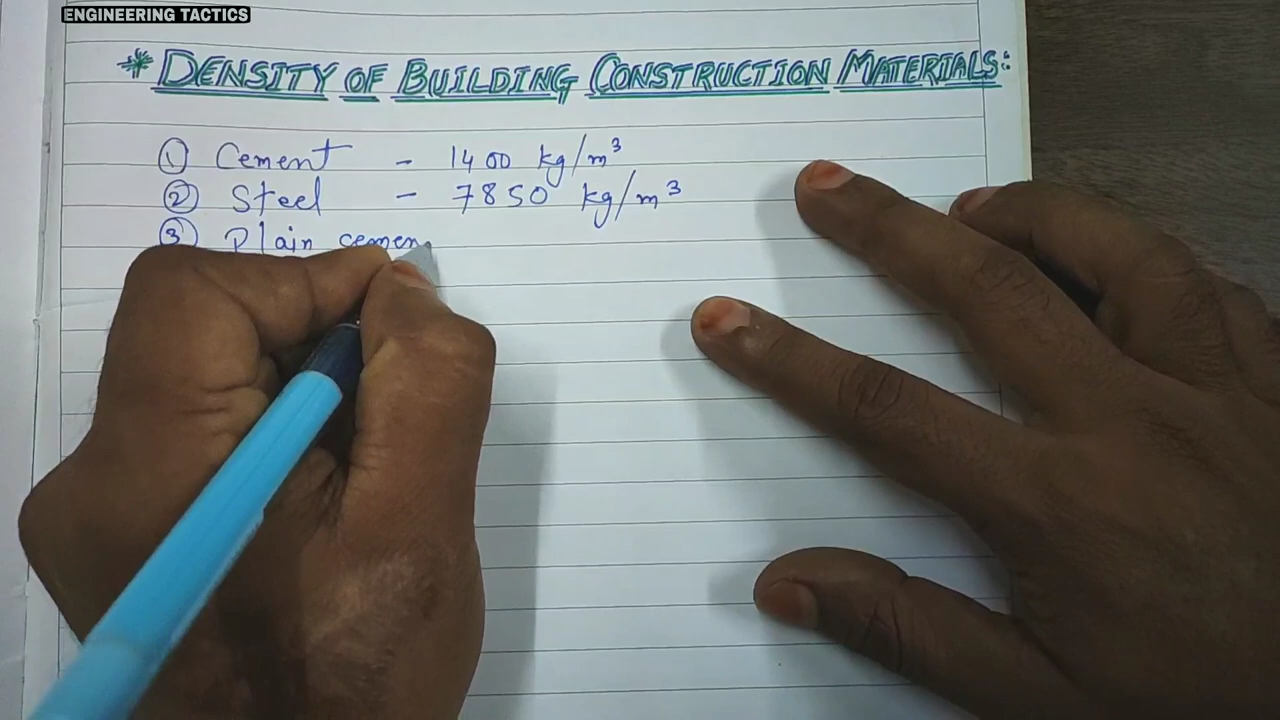 ENGINEERING TACTICS
* DENSITY OF BUILDING CONSTRUCTION MATERIALS:
① Cement - 1400 kg/m³
② Steel - 7850 kg/m³
③ Plain cemen